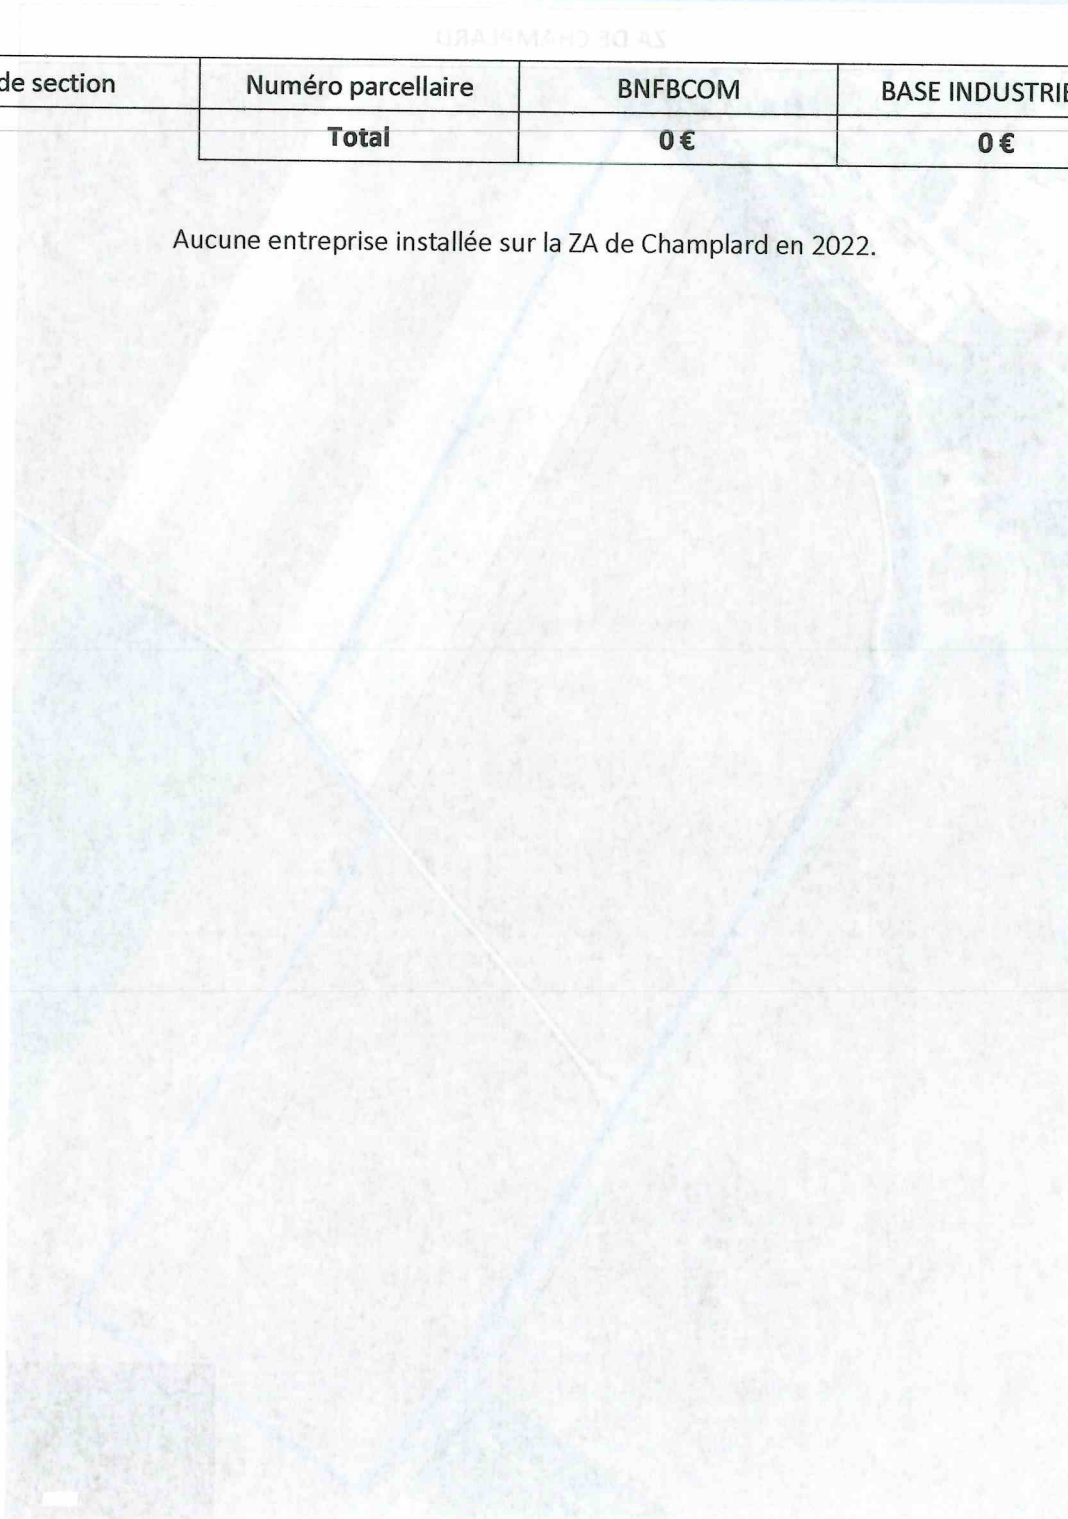 de section Numéro parcellaire BNFBCOM BASE INDUSTRIE
Total 0 € 0 €
Aucune entreprise installée sur la ZA de Champlard en 2022.